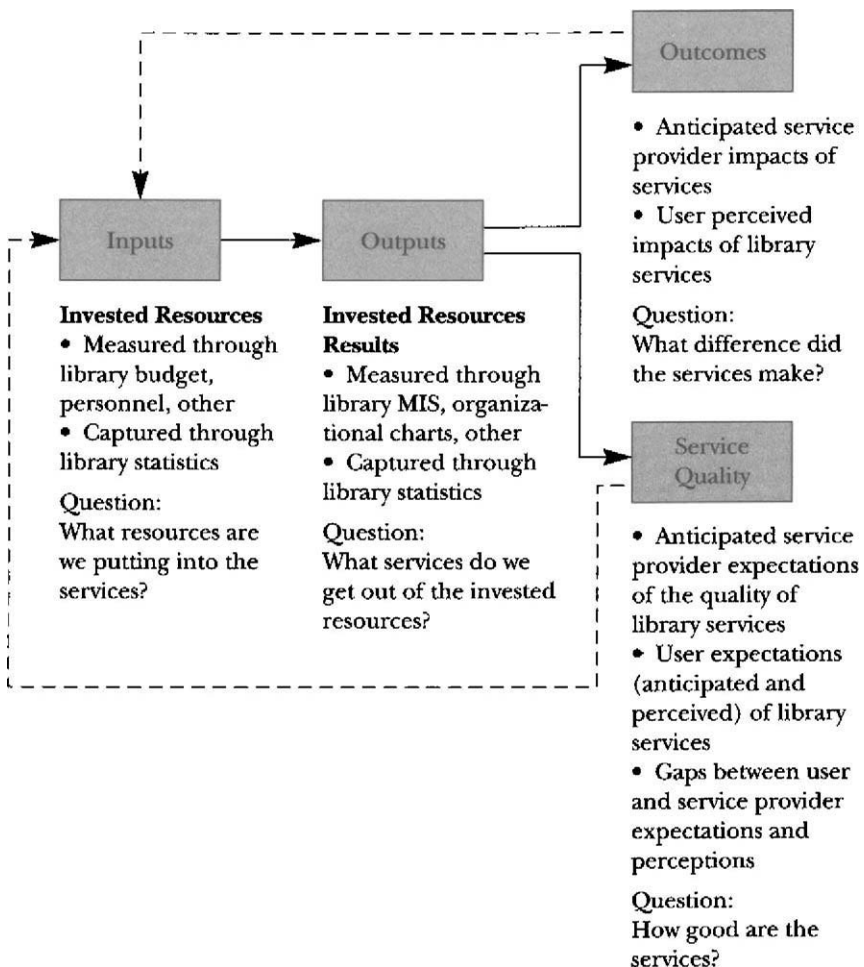 Outcomes
• Anticipated service
provider impacts of
services
• User perceived
impacts of library
services
Question:
What difference did
the services make?
Inputs
Invested Resources
• Measured through
library budget,
personnel, other
• Captured through
library statistics
Question:
What resources are
we putting into the
services?
Outputs
Invested Resources
Results
• Measured through
library MIS, organiza-
tional charts, other
• Captured through
library statistics
Question:
What services do we
get out of the invested
resources?
Service
Quality
• Anticipated service
provider expectations
of the quality of
library services
• User expectations
(anticipated and
perceived) of library
services
• Gaps between user
and service provider
expectations and
perceptions
Question:
How good are the
services?